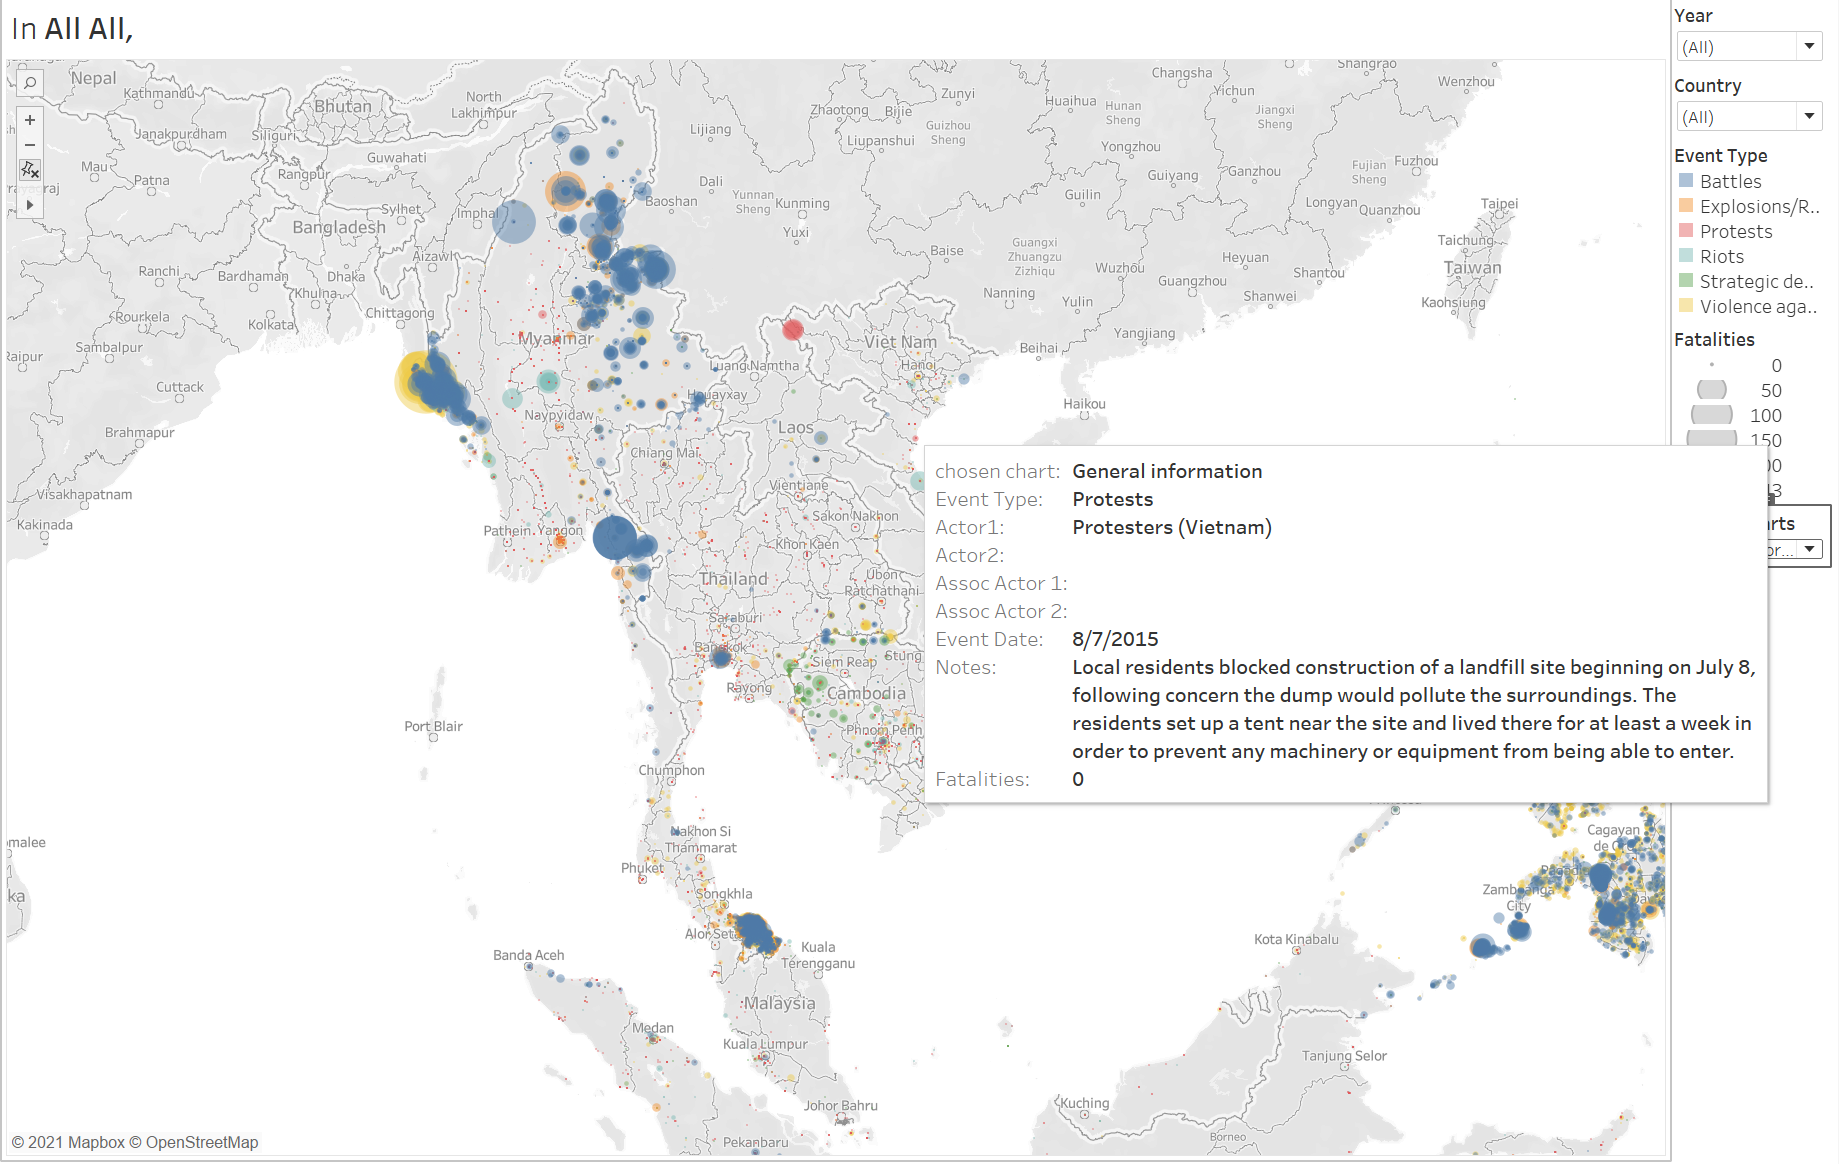 In All All,
Nepal
Kathmandu
Bhutan
North
Lakhimpur
Janakpurdham
Siliguri
Guwahati
Mau
Patna
Rangpur
Sylhet
Imphal
Bangladesh
Aizawl
Ranchi
Bardhaman
Dhaka
Khulna
Chittagong
Rourkela
Kolkata
Sambalpur
Raipur
Cuttack
Brahmapur
Visakhapatnam
Kakinada
Changsha
Shangrao
Wenzhou
Yichun
Zunyi
Huaihua
Hunan
Sheng
Jiangxi
Sheng
Zhaotong
Bijie
Guizhou
Sheng
Lijiang
Liupanshui
Yongzhou
Fuzhou
Fujian
Sheng
Guiyang
Ganzhou
Dali
Yunnan
Sheng
Kunming
Guilin
Longyan
Quanzhou
Taipei
Baoshan
Yuxi
Baise
Guangxi
Zhuangzu
Zizhiqu
Heyuan
Taichung
Wuzhou
Shantou
Taiwan
Guangzhou
Nanning
Yulin
Shanwei
Kaohsiung
Yangjiang
Beihai
Viet Nam
Myanmar
Luang Namtha
Hanoi
Houayxay
Haikou
Naypyidaw
Laos
Chiang Mai
Vientiane
Sakon Nakhon
Pathein
Yangon
Khon Kaen
Thailand
Ubon
Ratchathani
Saraburi
Bangkok
Siem Reap
Stung
Rayong
Cambodia
Phnom Penh
Port Blair
Chumphon
Nakhon Si
Thammarat
Phuket
Songkhla
Alor Seta
Kuala
Terengganu
Banda Aceh
Malaysia
Medan
Kuala Lumpur
Johor Bahru
Pekanbaru
omalee
ka
Cagayan
Zamboanga
City
Kota Kinabalu
Tanjung Selor
Kuching
Borneo
chosen chart: General information
Event Type: Protests
Actor1: Protesters (Vietnam)
Actor2:
Assoc Actor 1:
Assoc Actor 2:
Event Date: 8/7/2015
Notes: Local residents blocked construction of a landfill site beginning on July 8,
following concern the dump would pollute the surroundings. The
residents set up a tent near the site and lived there for at least a week in
order to prevent any machinery or equipment from being able to enter.
Fatalities: 0
© 2021 Mapbox © OpenStreetMap
Year
(All)
Country
(All)
Event Type
Battles
Explosions/R..
Protests
Riots
Strategic de..
Violence aga..
Fatalities
0
50
100
150